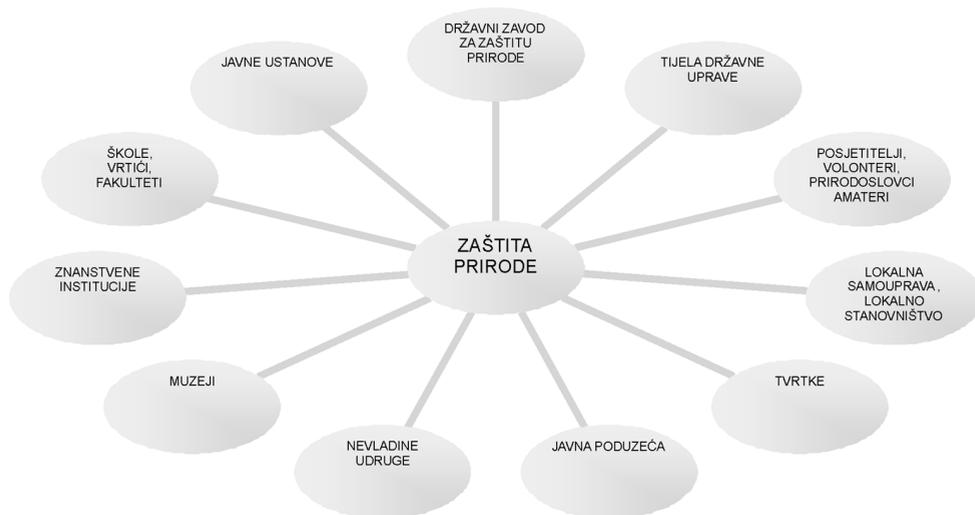 DRŽAVNI ZAVOD
ZA ZAŠTITU
PRIRODE
JAVNE USTANOVE
TIJELA DRŽAVNE
UPRAVE
ŠKOLE,
VRTIĆI,
FAKULTETI
POSJETITELJI,
VOLONTERI,
PRIRODOSLOVCI
AMATERI
ZAŠTITA
PRIRODE
ZNANSTVENE
INSTITUCIJE
LOKALNA
SAMOUPRAVA ,
LOKALNO
STANOVNIŠTVO
MUZEJI
TVRTKE
NEVLADINE
UDRUGE
JAVNA PODUZEĆA